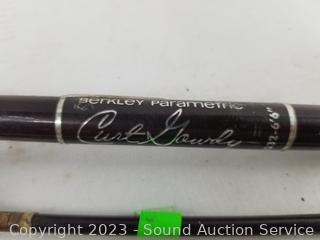 Berkley Parametric
Curt Gowdy
Copyright 2023 - Sound Auction Service